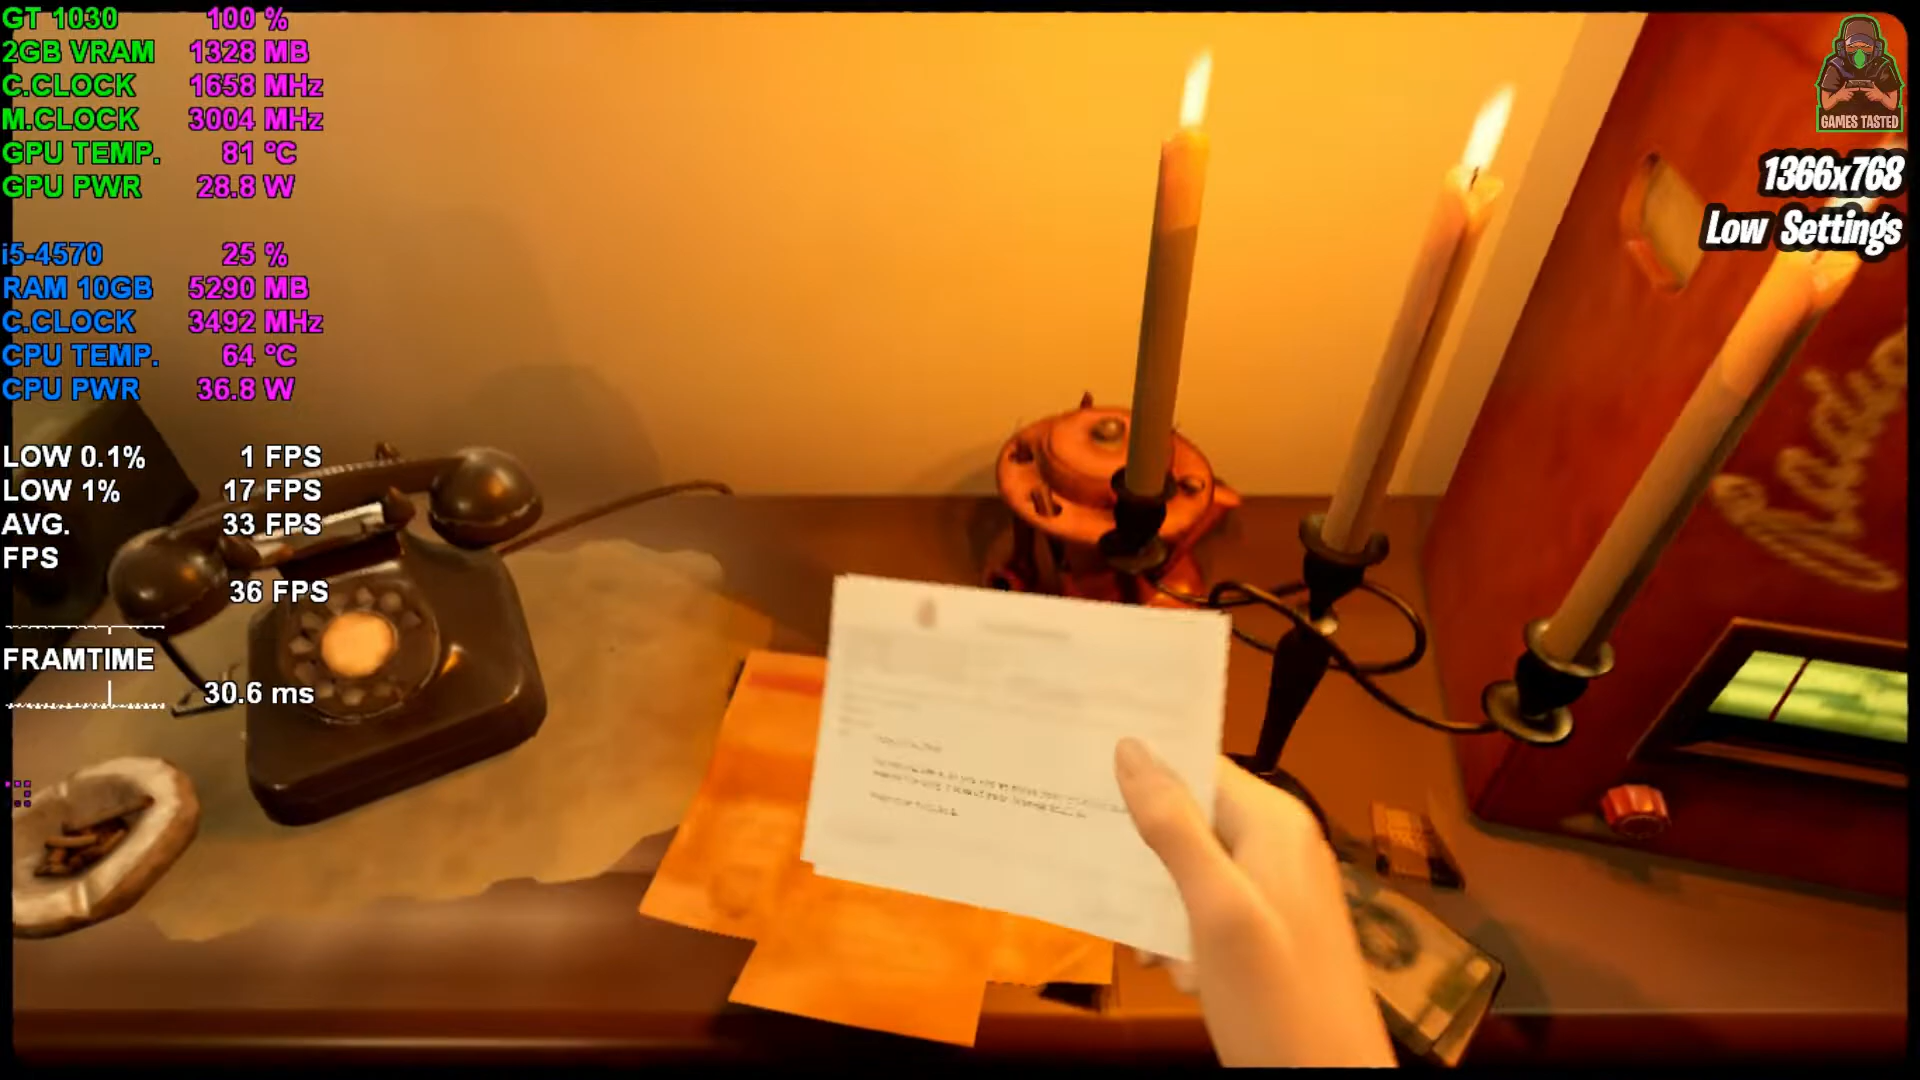 GT 1030 100 %
2GB VRAM 1328 MB
C.CLOCK 1658 MHz
M.CLOCK 3004 MHz
GPU TEMP. 81 °C
GPU PWR 28.8 W
i5-4570 25 %
RAM 10GB 5290 MB
C.CLOCK 3492 MHz
CPU TEMP. 64 °C
CPU PWR 36.8 W
LOW 0.1% 1 FPS
LOW 1% 17 FPS
AVG. 33 FPS
FPS
36 FPS
FRAMTIME
30.6 ms
GAMES TASTED
1366x768
Low Settings